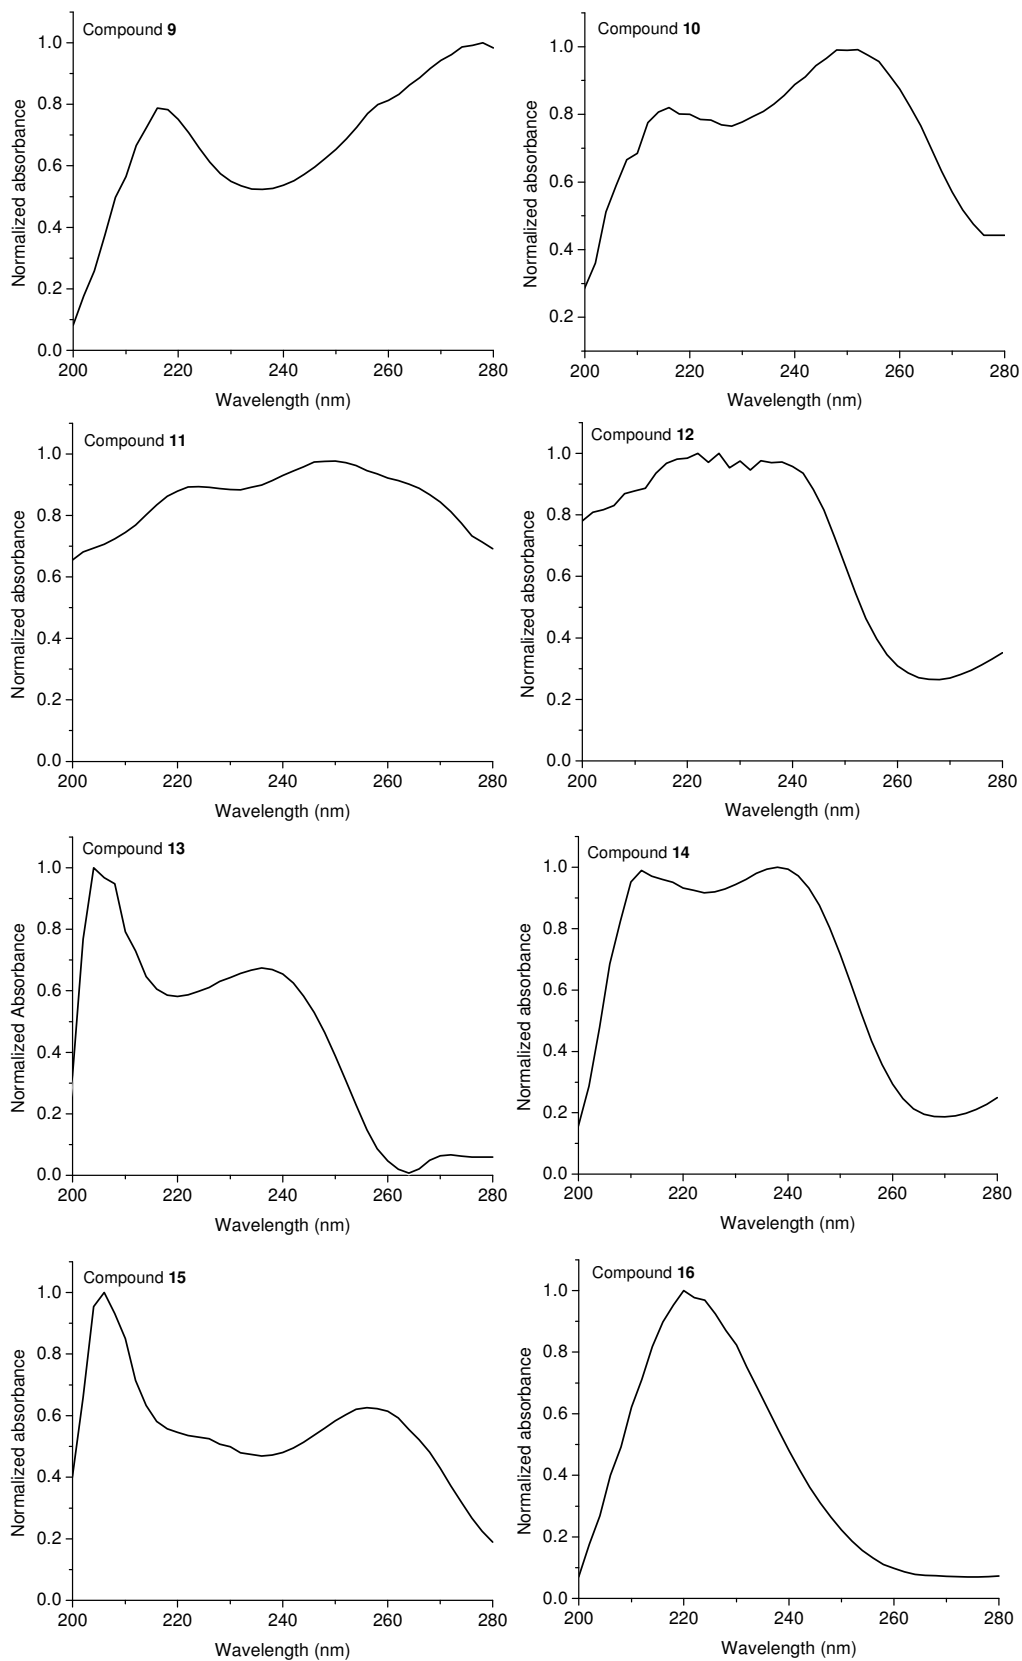 Compound 9
Normalized absorbance
1.0
0.8
0.6
0.4
0.2
0.0
200 220 240 260 280
Wavelength (nm)
Compound 10
Normalized absorbance
1.0
0.8
0.6
0.4
0.2
200 220 240 260 280
Wavelength (nm)
Compound 11
Normalized absorbance
1.0
0.8
0.6
0.4
0.2
0.0
200 220 240 260 280
Wavelength (nm)
Compound 12
Normalized absorbance
1.0
0.8
0.6
0.4
0.2
0.0
200 220 240 260 280
Wavelength (nm)
Compound 13
Normalized Absorbance
1.0
0.8
0.6
0.4
0.2
0.0
200 220 240 260 280
Wavelength (nm)
Compound 14
Normalized absorbance
1.0
0.8
0.6
0.4
0.2
0.0
200 220 240 260 280
Wavelength (nm)
Compound 15
Normalized absorbance
1.0
0.8
0.6
0.4
0.2
0.0
200 220 240 260 280
Wavelength (nm)
Compound 16
Normalized absorbance
1.0
0.8
0.6
0.4
0.2
0.0
200 220 240 260 280
Wavelength (nm)